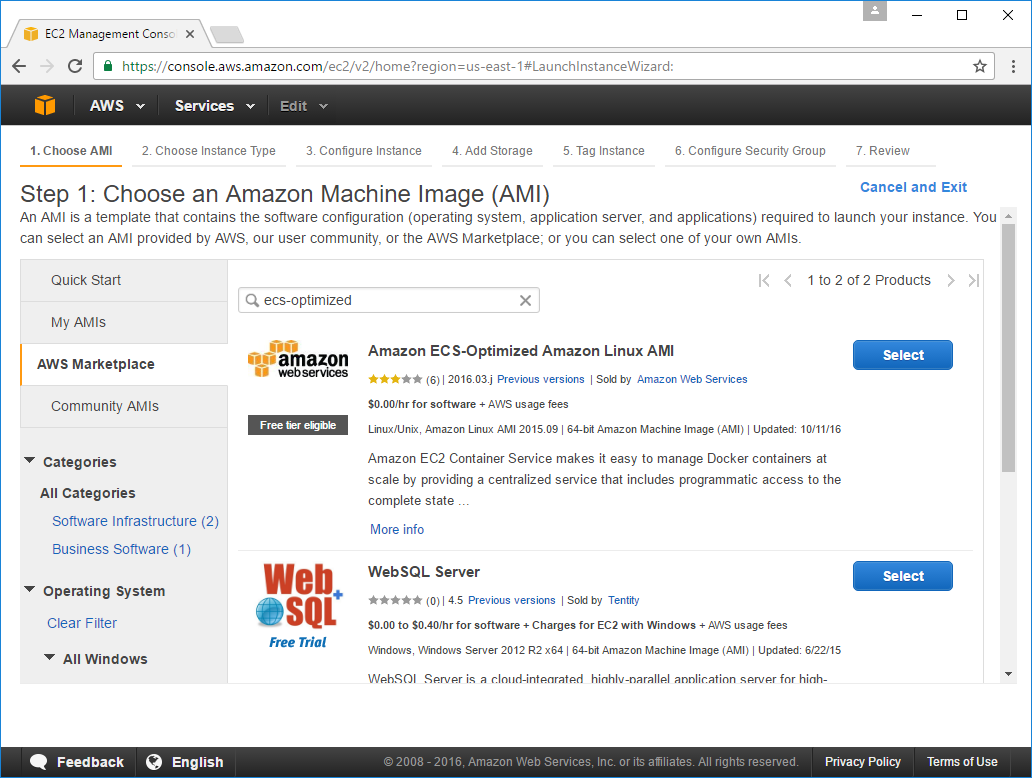 EC2 Management Conso
https://console.aws.amazon.com/ec2/v2/home?region=us-east-1#LaunchInstanceWizard:
AWS Services Edit
1. Choose AMI 2. Choose Instance Type 3. Configure Instance 4. Add Storage 5. Tag Instance 6. Configure Security Group 7. Review
Step 1: Choose an Amazon Machine Image (AMI)
Cancel and Exit
An AMI is a template that contains the software configuration (operating system, application server, and applications) required to launch your instance. You
can select an AMI provided by AWS, our user community, or the AWS Marketplace; or you can select one of your own AMIs.
Quick Start
My AMIs
AWS Marketplace
Community AMIs
Categories
All Categories
Software Infrastructure (2)
Business Software (1)
Operating System
Clear Filter
All Windows
1 to 2 of 2 Products
ecs-optimized
amazon
web services
Free tier eligible
Amazon ECS-Optimized Amazon Linux AMI
Select
(6) | 2016.03.j Previous versions | Sold by Amazon Web Services
$0.00/hr for software + AWS usage fees
Linux/Unix, Amazon Linux AMI 2015.09 | 64-bit Amazon Machine Image (AMI) | Updated: 10/11/16
Amazon EC2 Container Service makes it easy to manage Docker containers at
scale by providing a centralized service that includes programmatic access to the
complete state ...
More info
Web
SQL
Free Trial
WebSQL Server
Select
(0) | 4.5 Previous versions | Sold by Tentity
$0.00 to $0.40/hr for software + Charges for EC2 with Windows + AWS usage fees
Windows, Windows Server 2012 R2 x64 | 64-bit Amazon Machine Image (AMI) | Updated: 6/22/15
WebSQL Server is a cloud-integrated, highly-parallel application server for high-
Feedback English © 2008 - 2016, Amazon Web Services, Inc. or its affiliates. All rights reserved. Privacy Policy Terms of Use